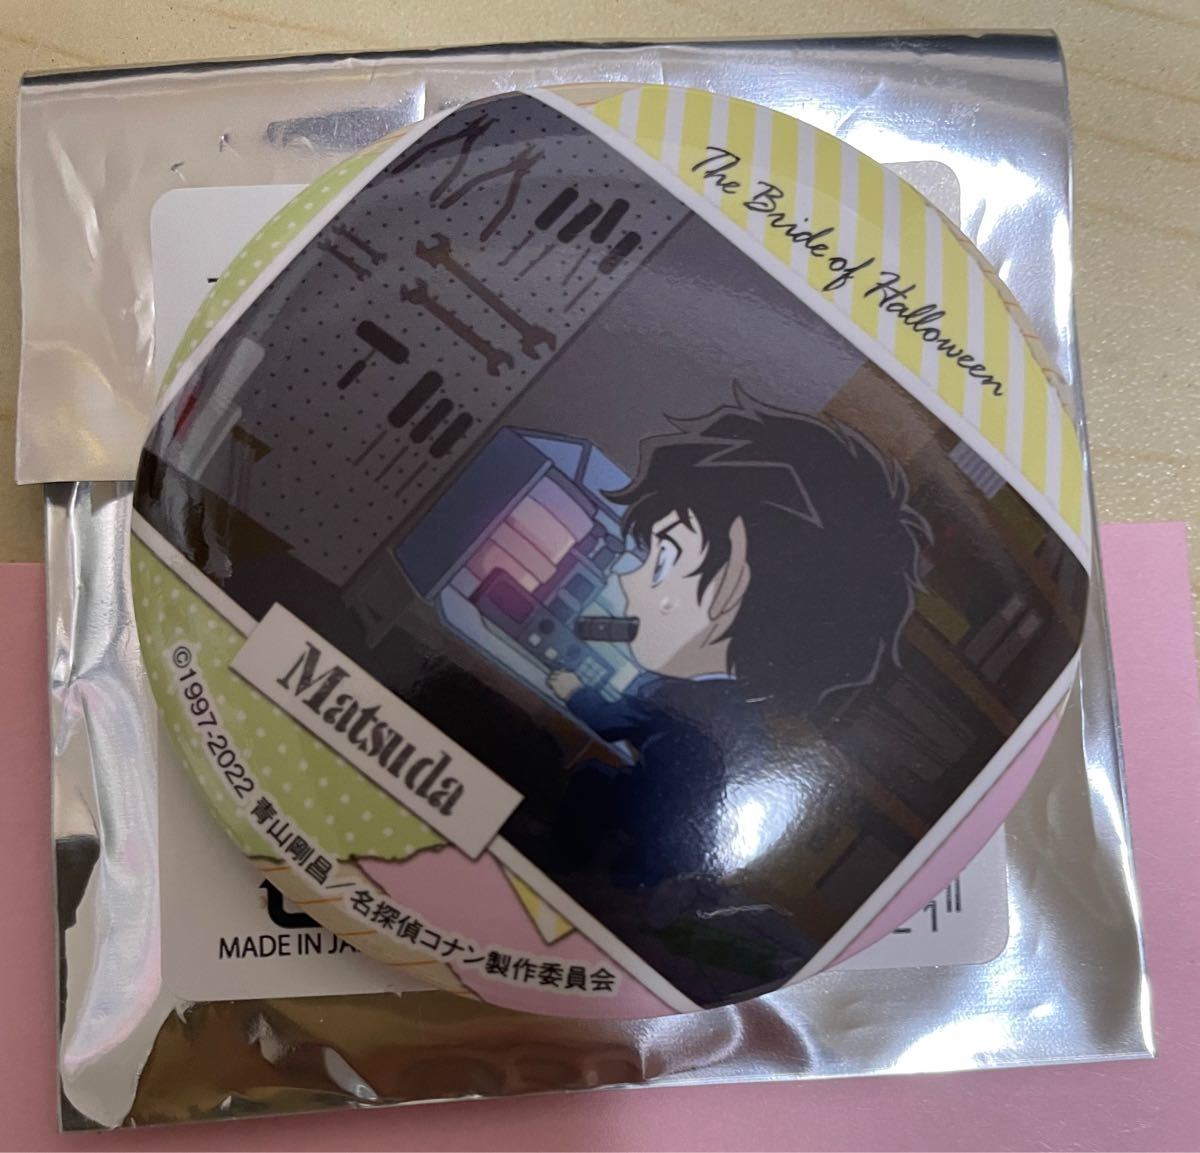 The Bride of Halloween
Matsuda
©1997-2022 青山剛昌／名探偵コナン製作委員会
MADE IN JA